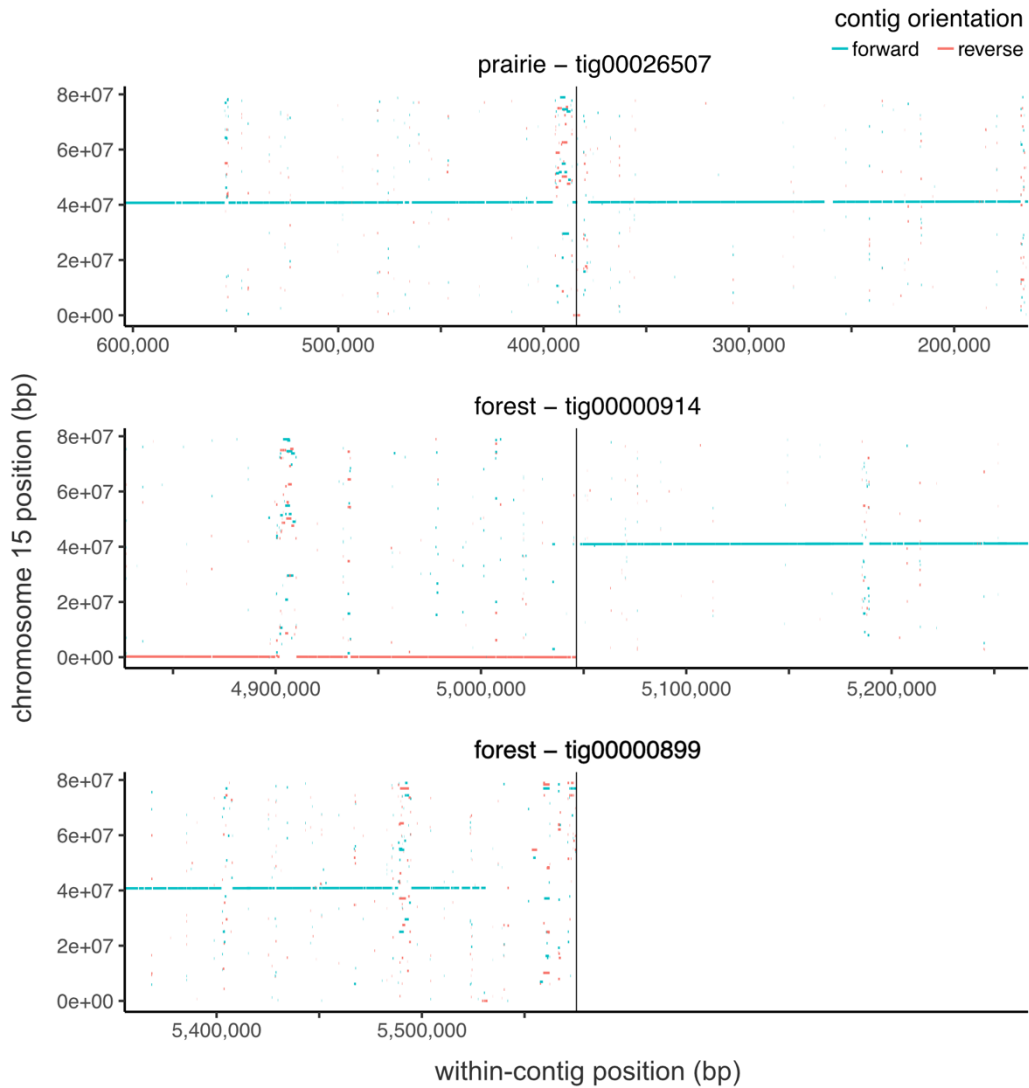 contig orientation
forward reverse
prairie – tig00026507
8e+07
6e+07
4e+07
2e+07
0e+00
600,000 500,000 400,000 300,000 200,000
forest – tig00000914
8e+07
6e+07
4e+07
2e+07
0e+00
4,900,000 5,000,000 5,100,000 5,200,000
forest – tig00000899
8e+07
6e+07
4e+07
2e+07
0e+00
5,400,000 5,500,000
chromosome 15 position (bp)
within-contig position (bp)